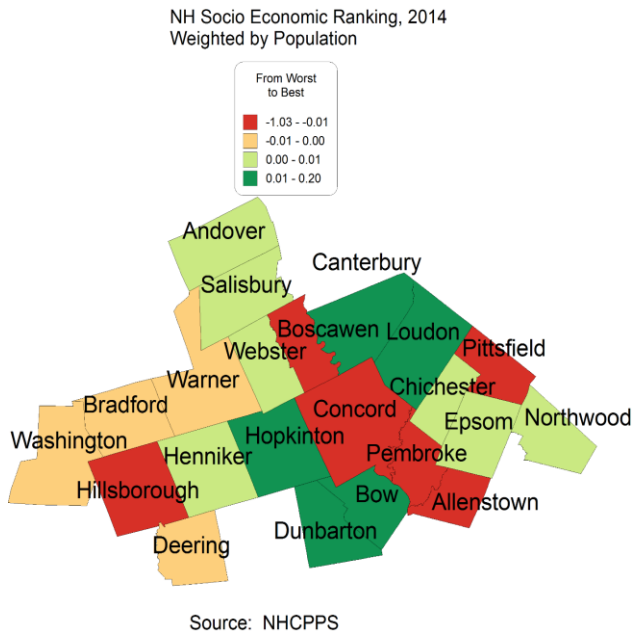 NH Socio Economic Ranking, 2014
Weighted by Population
From Worst
to Best
-1.03 - -0.01
-0.01 - 0.00
0.00 - 0.01
0.01 - 0.20
Andover
Canterbury
Salisbury
Boscawen
Loudon
Webster
Pittsfield
Warner
Chichester
Bradford
Concord
Epsom
Northwood
Washington
Hopkinton
Henniker
Pembroke
Hillsborough
Bow
Allenstown
Dunbarton
Deering
Source: NHCPPS